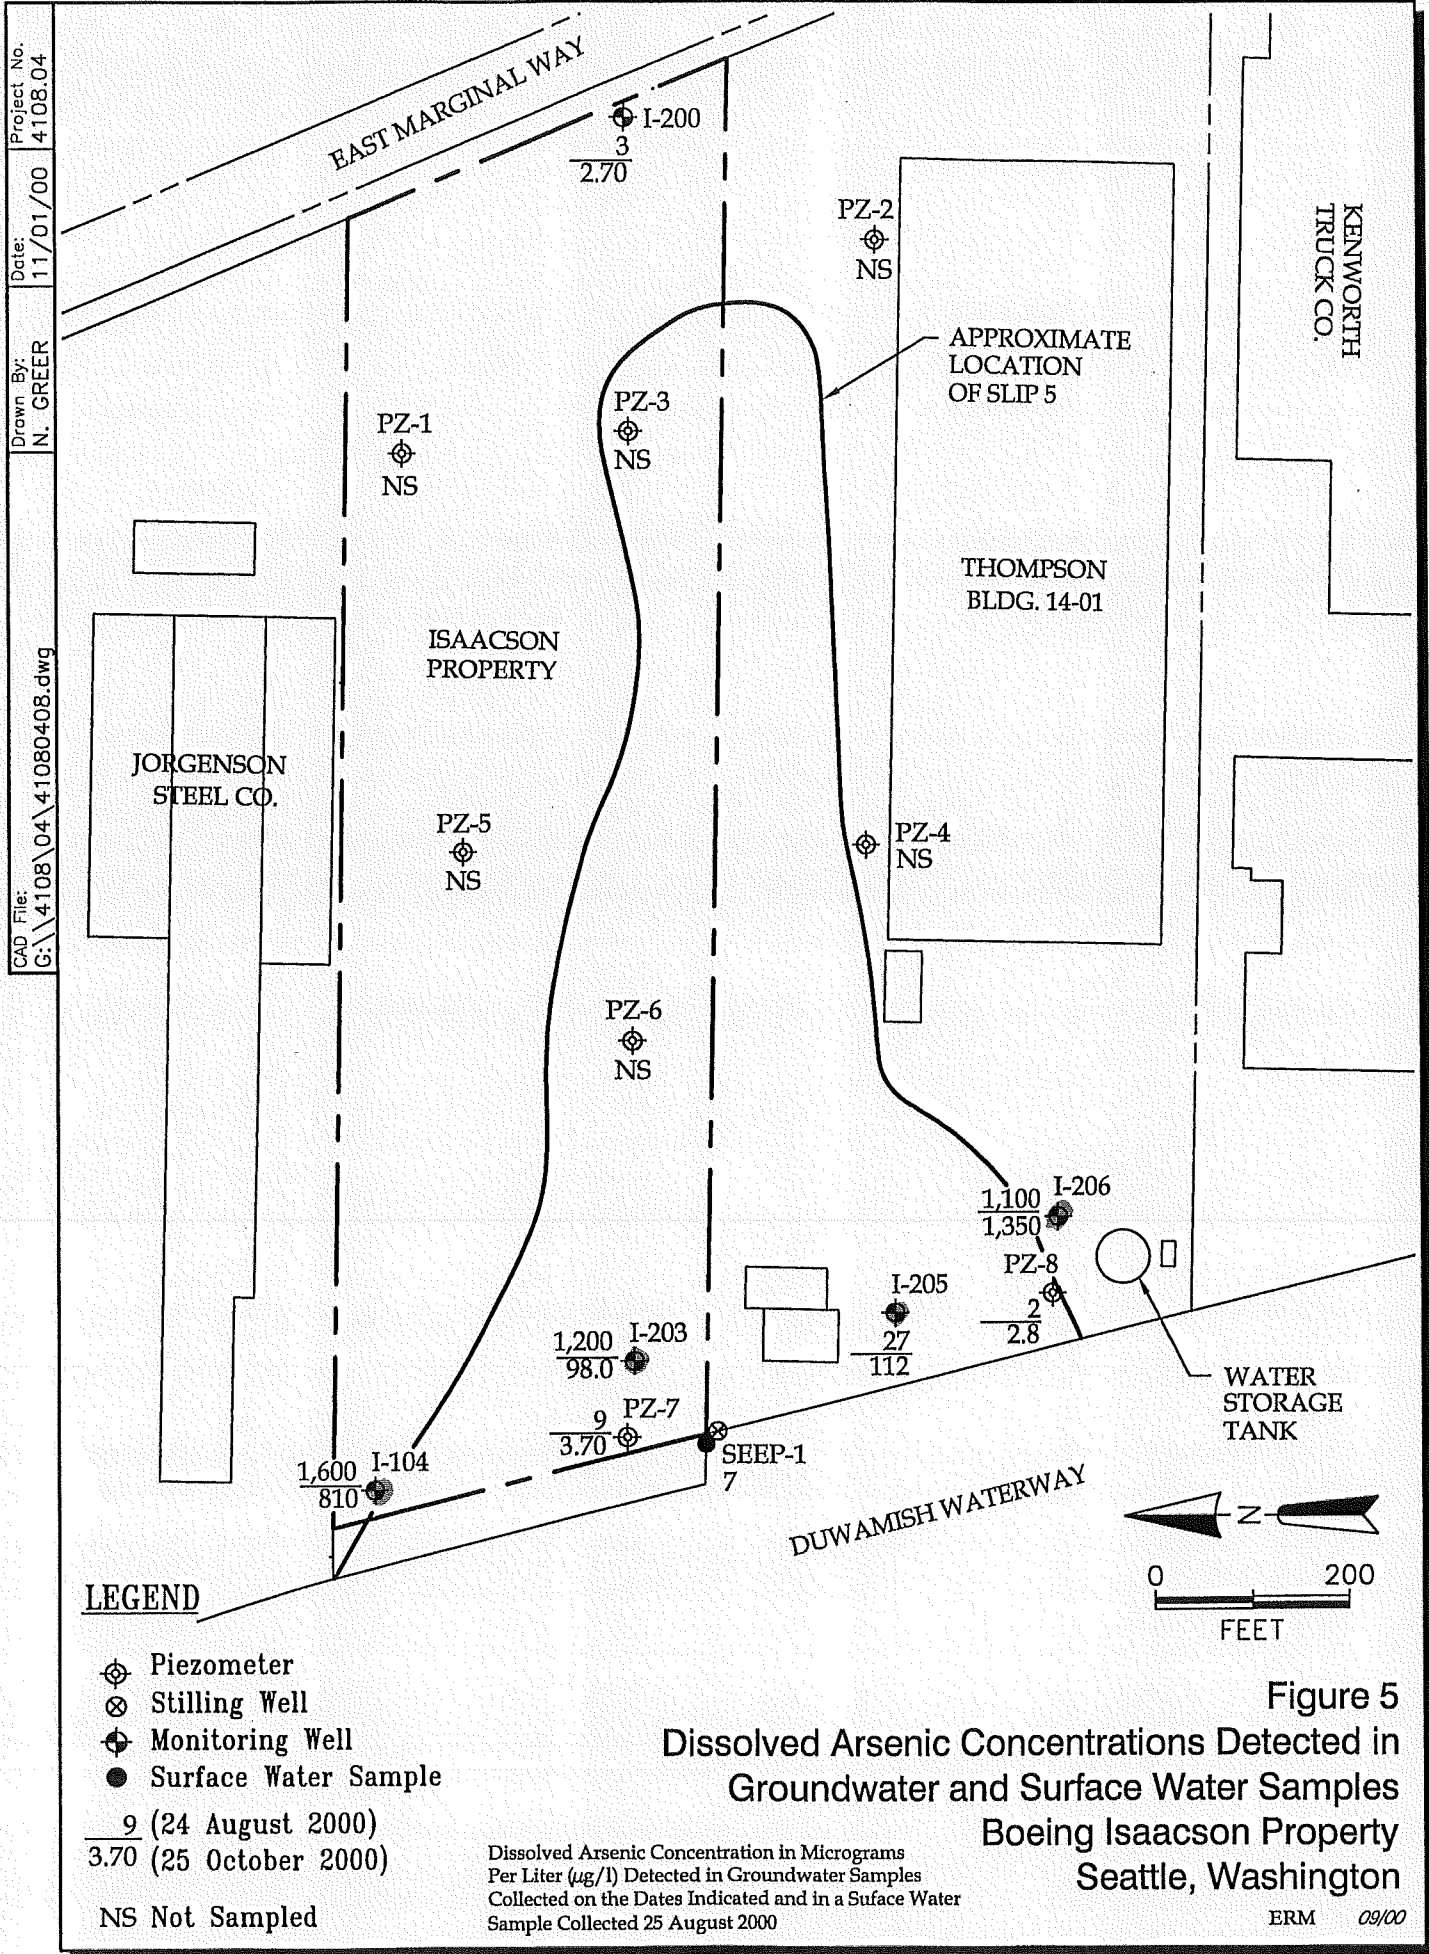 Project No.
4108.04
Date:
11/01/00
Drawn By:
N. GREER
CAD File:
G:\\4108\04\41080408.dwg
EAST MARGINAL WAY
I-200
3
2.70
PZ-2
NS
KENWORTH
TRUCK CO.
APPROXIMATE
LOCATION
OF SLIP 5
PZ-1
NS
PZ-3
NS
THOMPSON
BLDG. 14-01
ISAACSON
PROPERTY
JORGENSON
STEEL CO.
PZ-5
NS
PZ-4
NS
PZ-6
NS
I-206
1,100
1,350
PZ-8
2
2.8
I-205
27
112
I-203
1,200
98.0
PZ-7
9
3.70
SEEP-1
7
I-104
1,600
810
WATER
STORAGE
TANK
DUWAMISH WATERWAY
N
0 200
FEET
LEGEND
Piezometer
Stilling Well
Monitoring Well
Surface Water Sample
9 (24 August 2000)
3.70 (25 October 2000)
NS Not Sampled
Dissolved Arsenic Concentration in Micrograms
Per Liter (µg/l) Detected in Groundwater Samples
Collected on the Dates Indicated and in a Suface Water
Sample Collected 25 August 2000
Figure 5
Dissolved Arsenic Concentrations Detected in
Groundwater and Surface Water Samples
Boeing Isaacson Property
Seattle, Washington
ERM 09/00